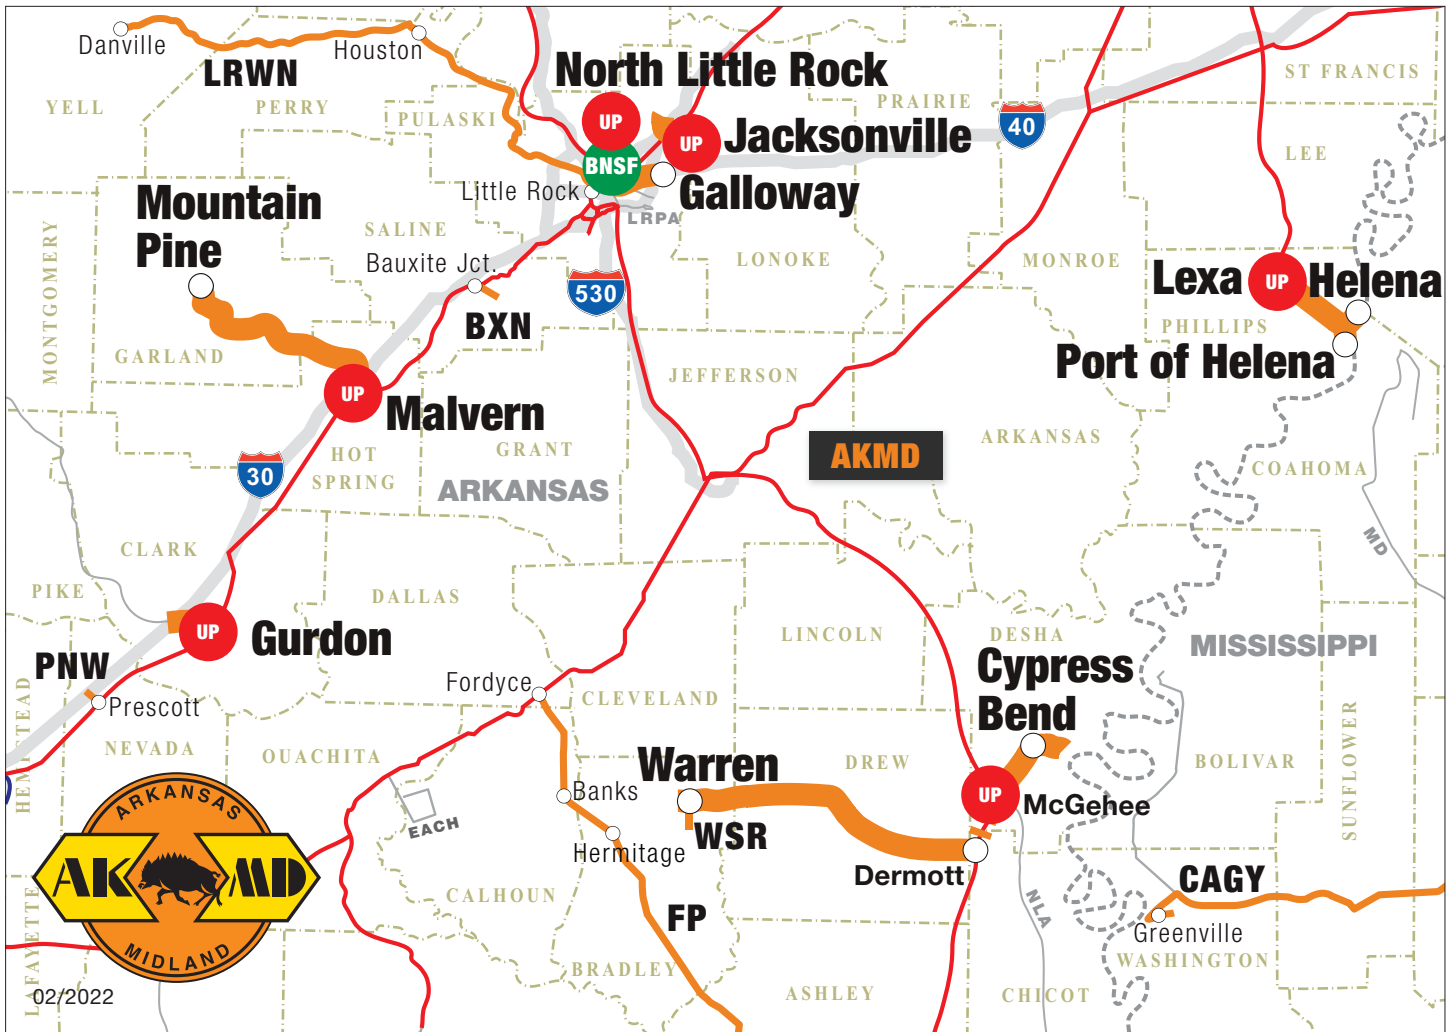 Danville
Houston
LRWN
YELL
PERRY
PULASKI
North Little Rock
UP
UP
Jacksonville
BNSF
PRAIRIE
40
ST FRANCIS
LEE
Little Rock
Galloway
LRPA
Mountain
Pine
SALINE
Bauxite Jct.
MONTGOMERY
LONOKE
MONROE
Lexa
UP
Helena
530
BXN
PHILLIPS
GARLAND
Port of Helena
JEFFERSON
UP
Malvern
HOT
SPRING
GRANT
ARKANSAS
AKMD
ARKANSAS
COAHOMA
30
MD
CLARK
PIKE
DALLAS
UP
Gurdon
LINCOLN
DESHA
MISSISSIPPI
Cypress
Bend
PNW
Prescott
HEMPSTEAD
Fordyce
CLEVELAND
NEVADA
OUACHITA
Warren
DREW
BOLIVAR
SUNFLOWER
UP
McGehee
Banks
EACH
WSR
Hermitage
Dermott
ARKANSAS
AK MD
MIDLAND
CALHOUN
FP
CAGY
NLA
Greenville
WASHINGTON
LAFAYETTE
BRADLEY
ASHLEY
CHICOT
02/2022